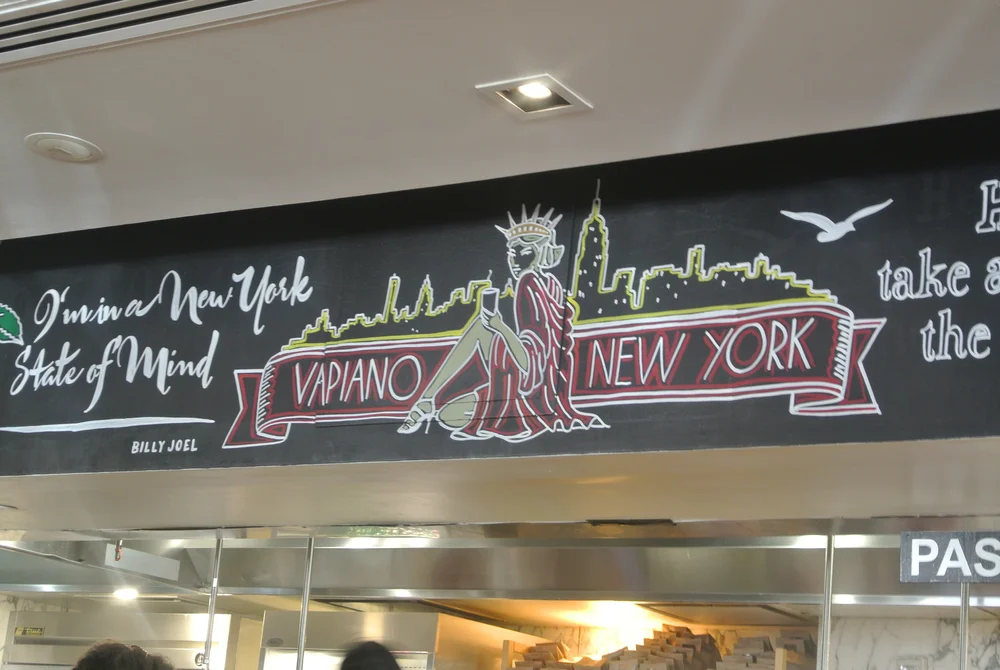 I'm in a New York
State of Mind
BILLY JOEL
VAPIANO NEW YORK
take
the
PAS